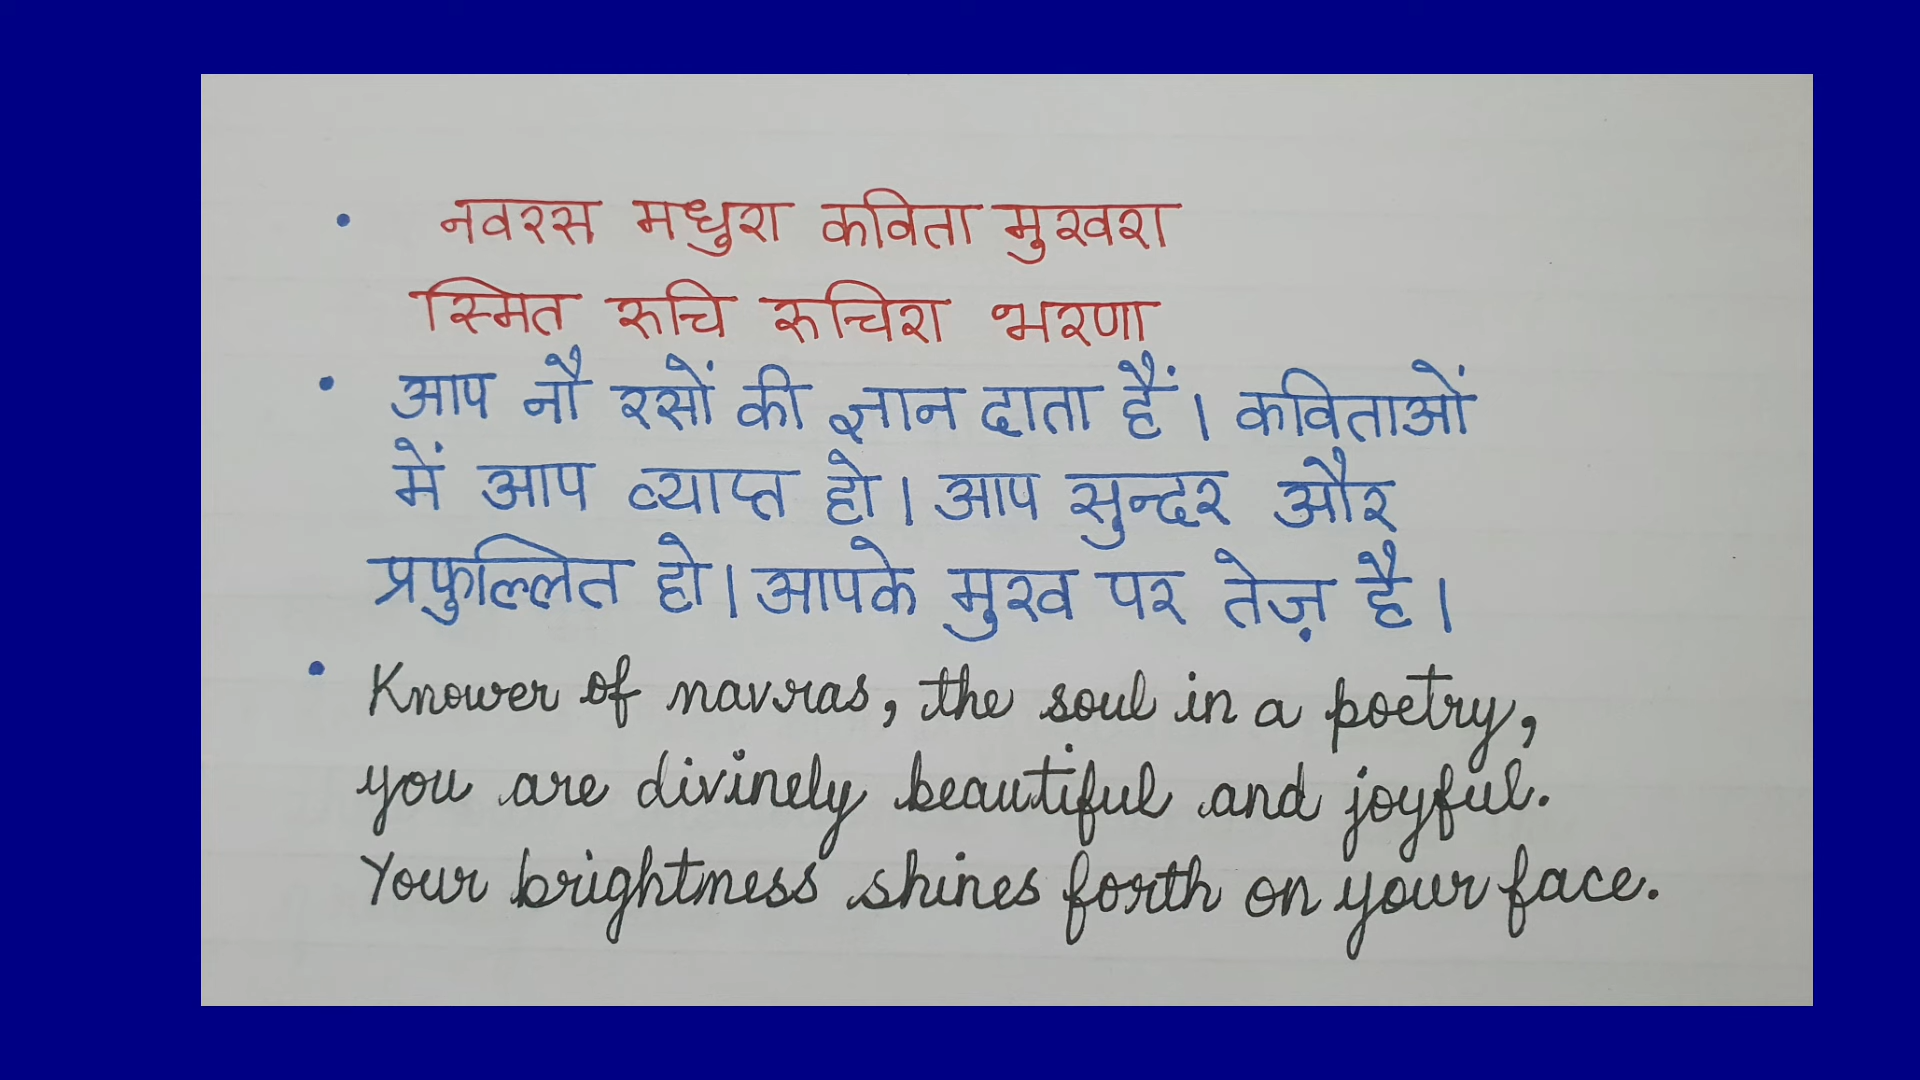 • नवरस मधुरा कविता मुखरा
स्मित रुचि रुचिरा भरणा
• आप नौ रसों की ज्ञान दाता हैं। कविताओं
में आप व्याप्त हो। आप सुन्दर और
प्रफुल्लित हो। आपके मुख पर तेज़ है।
• Knower of navras, the soul in a poetry,
you are divinely beautiful and joyful.
Your brightness shines forth on your face.